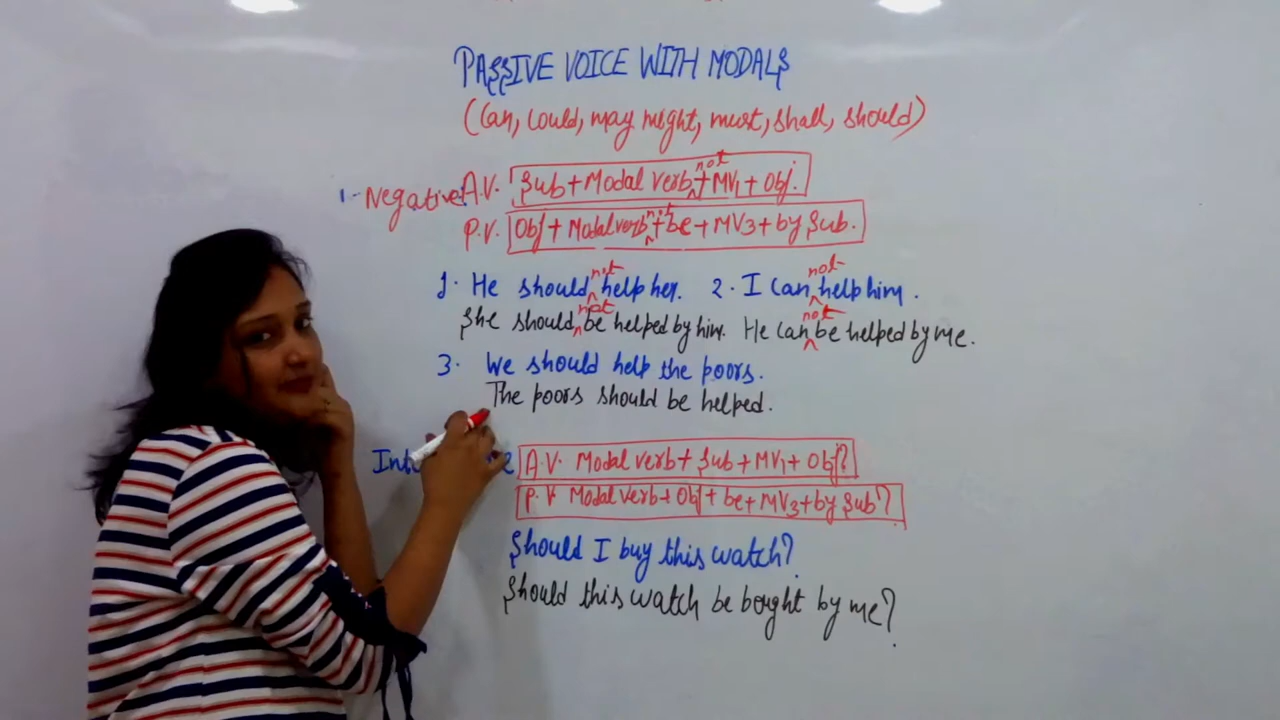 PASSIVE VOICE WITH MODALS
(Can, Could, may might, must, shall, should)
1. Negative A.V. Sub + Modal verb not + MV1 + Obj.
P.V. Obj + Modal verb not + be + MV3 + by Sub.
1. He should not help her. 2. I can not help him.
She should not be helped by him. He can not be helped by me.
3. We should help the poors.
The poors should be helped.
A.V. Modal verb + Sub + MV1 + Obj?
P.V. Modal verb + Obj + be + MV3 + by Sub?
Should I buy this watch?
Should this watch be boght by me?